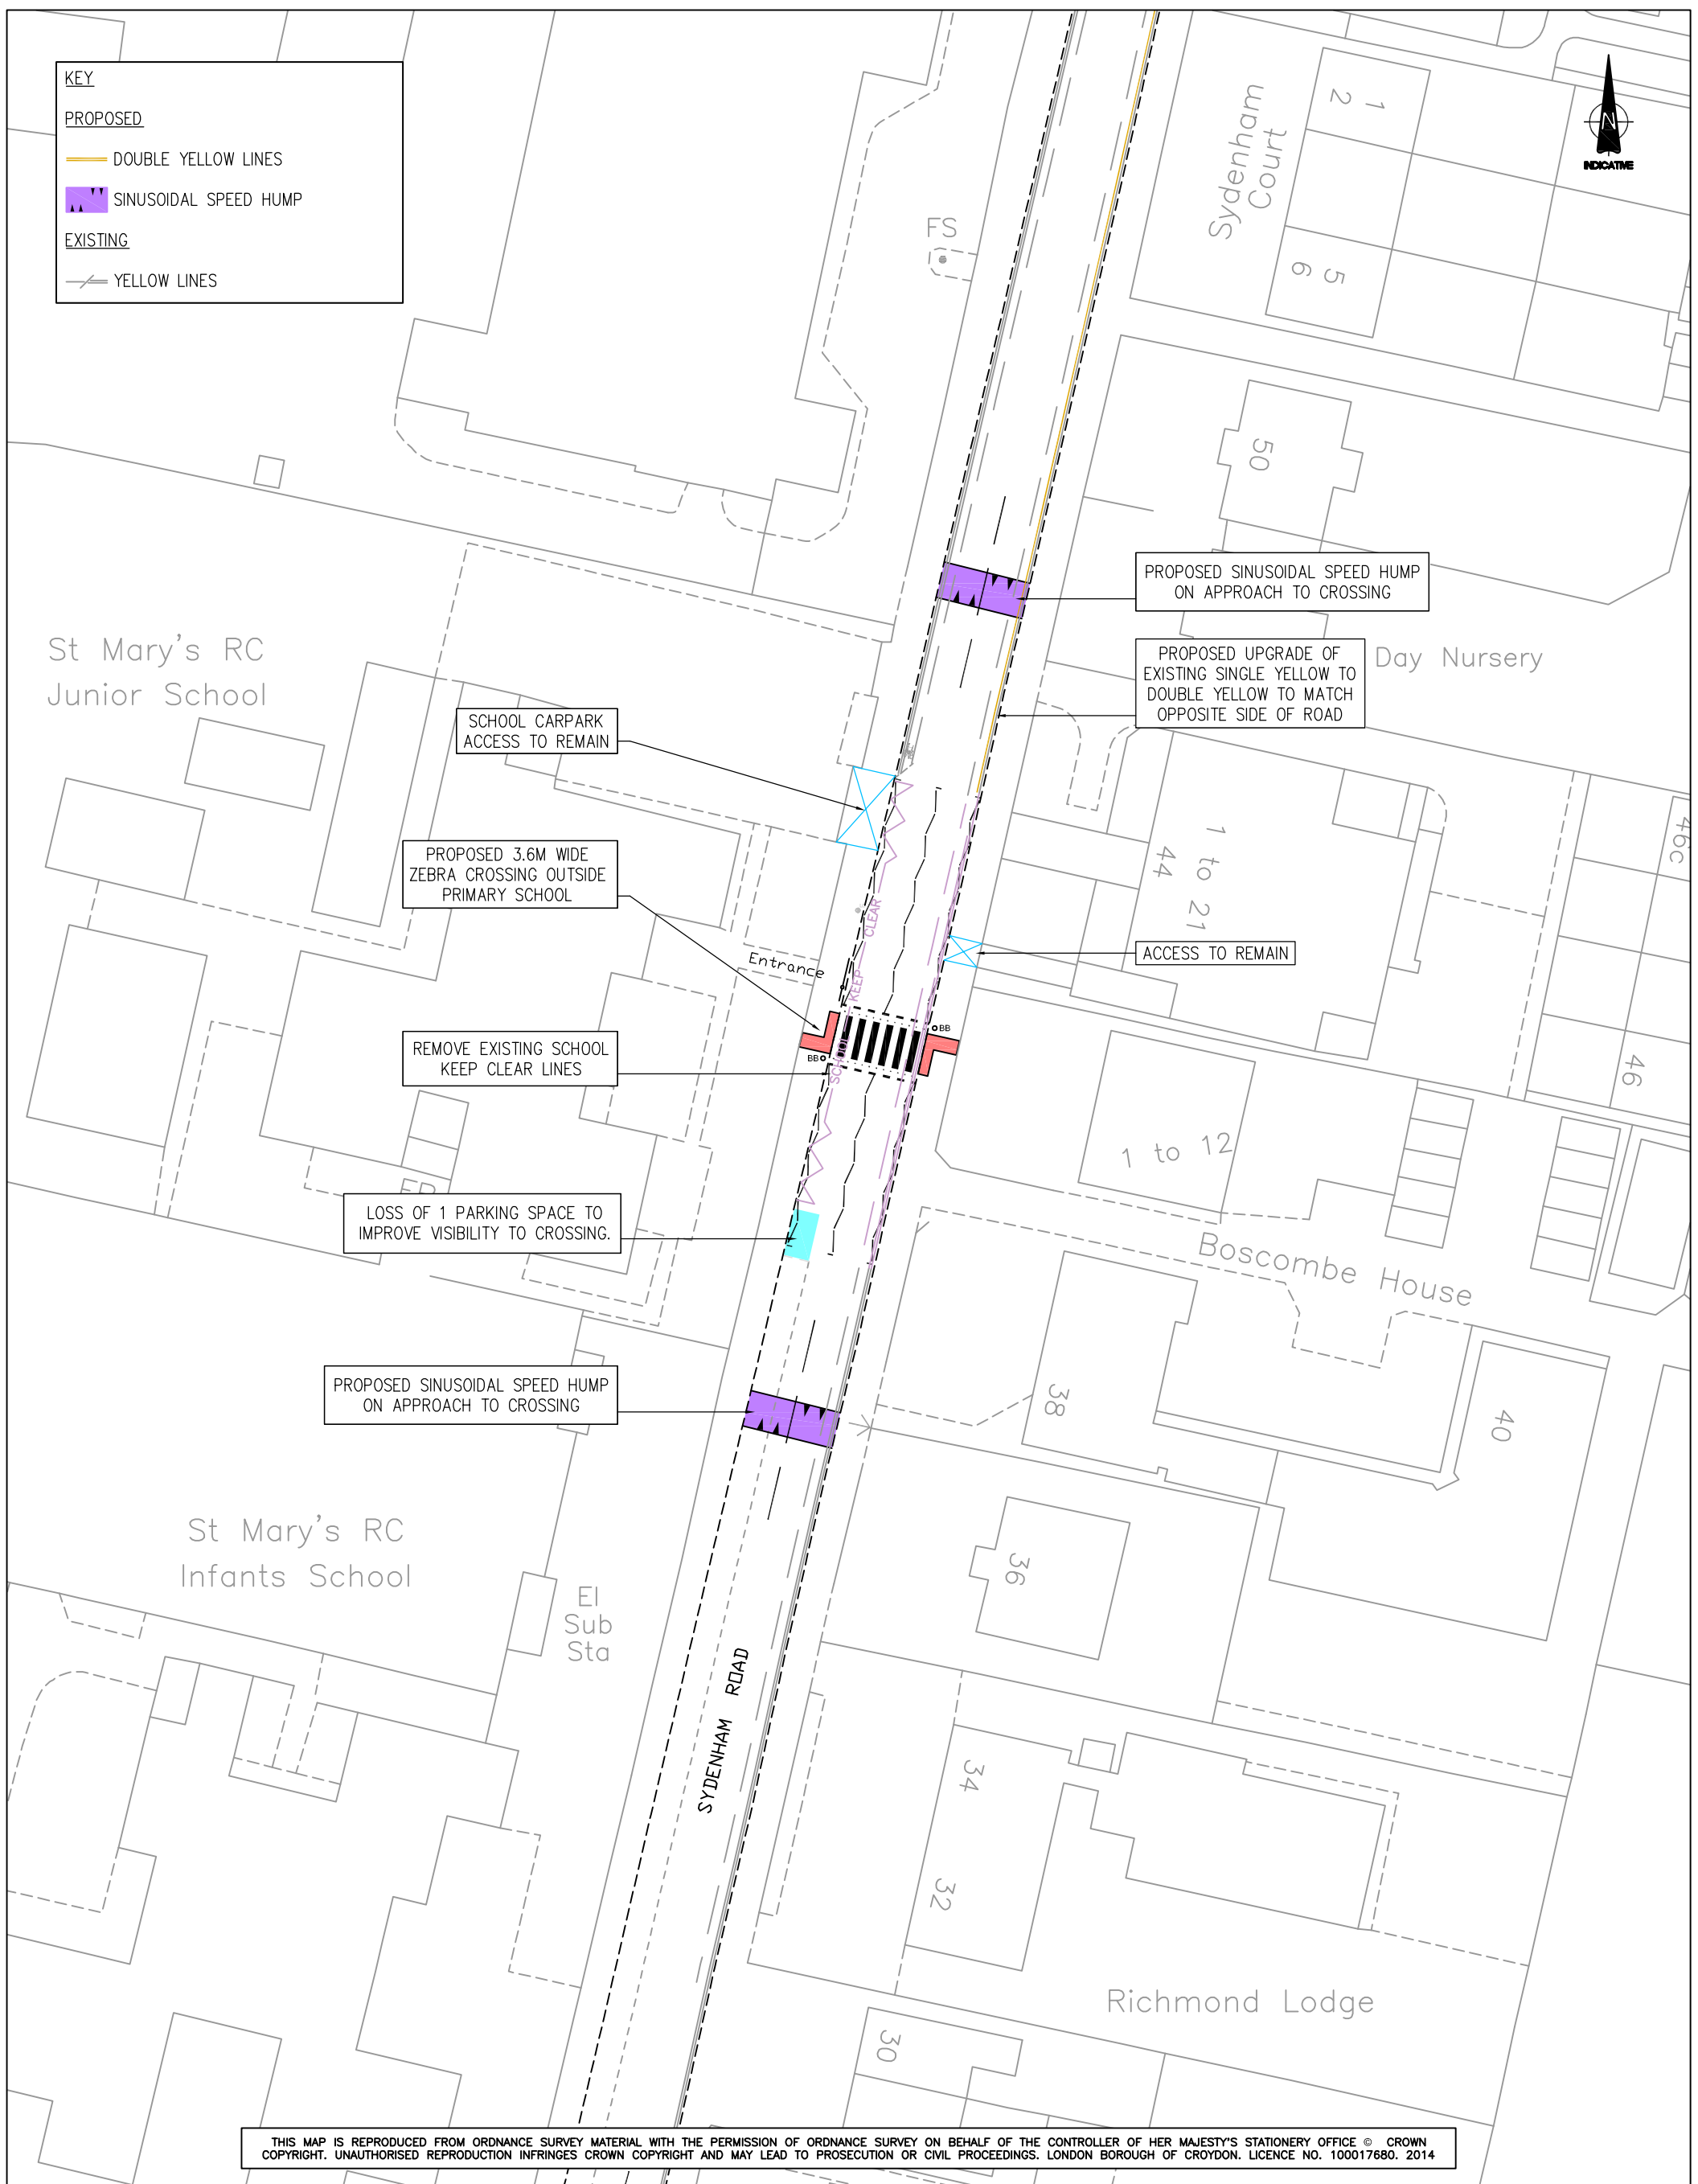 KEY
PROPOSED
DOUBLE YELLOW LINES
SINUSOIDAL SPEED HUMP
EXISTING
YELLOW LINES
N
INDICATIVE
Sydenham
Court
1
2
5
6
FS
50
PROPOSED SINUSOIDAL SPEED HUMP
ON APPROACH TO CROSSING
St Mary's RC
Junior School
PROPOSED UPGRADE OF
EXISTING SINGLE YELLOW TO
DOUBLE YELLOW TO MATCH
OPPOSITE SIDE OF ROAD
Day Nursery
SCHOOL CARPARK
ACCESS TO REMAIN
PROPOSED 3.6M WIDE
ZEBRA CROSSING OUTSIDE
PRIMARY SCHOOL
1 to 21
44
46c
Entrance
ACCESS TO REMAIN
SCHOOL KEEP CLEAR
BB
BB
REMOVE EXISTING SCHOOL
KEEP CLEAR LINES
46
1 to 12
LOSS OF 1 PARKING SPACE TO
IMPROVE VISIBILITY TO CROSSING.
Boscombe House
PROPOSED SINUSOIDAL SPEED HUMP
ON APPROACH TO CROSSING
38
40
St Mary's RC
Infants School
El
Sub
Sta
36
SYDENHAM ROAD
34
32
Richmond Lodge
30
THIS MAP IS REPRODUCED FROM ORDNANCE SURVEY MATERIAL WITH THE PERMISSION OF ORDNANCE SURVEY ON BEHALF OF THE CONTROLLER OF HER MAJESTY'S STATIONERY OFFICE © CROWN
COPYRIGHT. UNAUTHORISED REPRODUCTION INFRINGES CROWN COPYRIGHT AND MAY LEAD TO PROSECUTION OR CIVIL PROCEEDINGS. LONDON BOROUGH OF CROYDON. LICENCE NO. 100017680. 2014